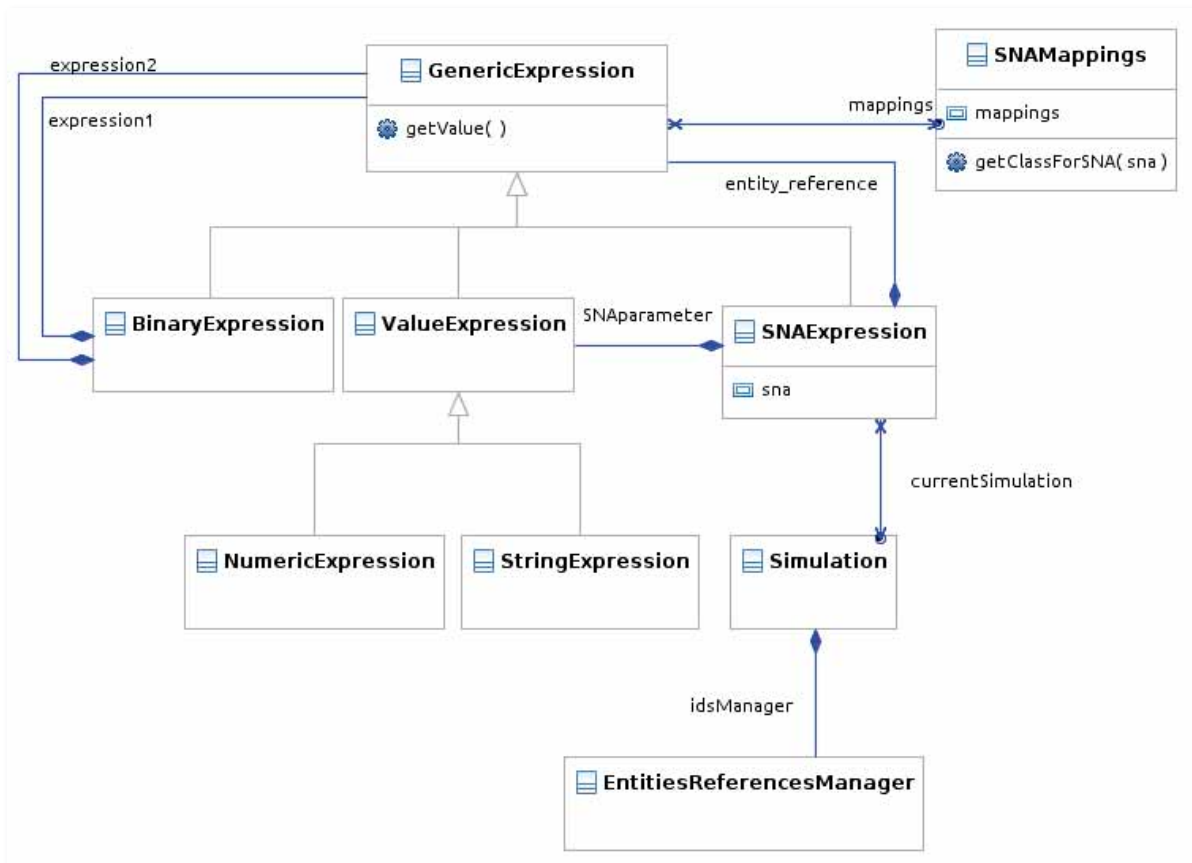 SNAMappings
expression2
GenericExpression
mappings
mappings
expression1
getValue( )
getClassForSNA( sna )
entity_reference
SNAparameter
BinaryExpression
ValueExpression
SNAExpression
sna
currentSimulation
NumericExpression
StringExpression
Simulation
idsManager
EntitiesReferencesManager